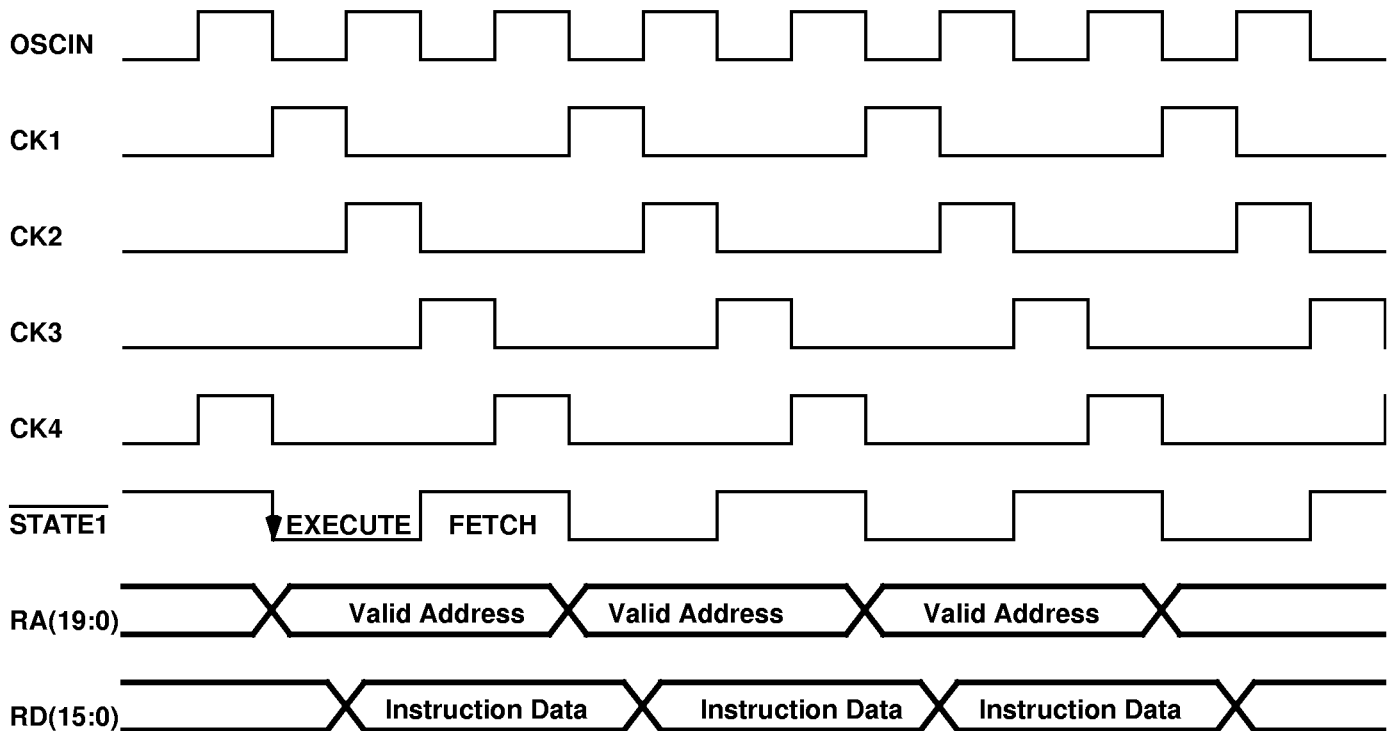 OSCIN
CK1
CK2
CK3
CK4
STATE1 EXECUTE FETCH
RA(19:0) Valid Address Valid Address Valid Address
RD(15:0) Instruction Data Instruction Data Instruction Data